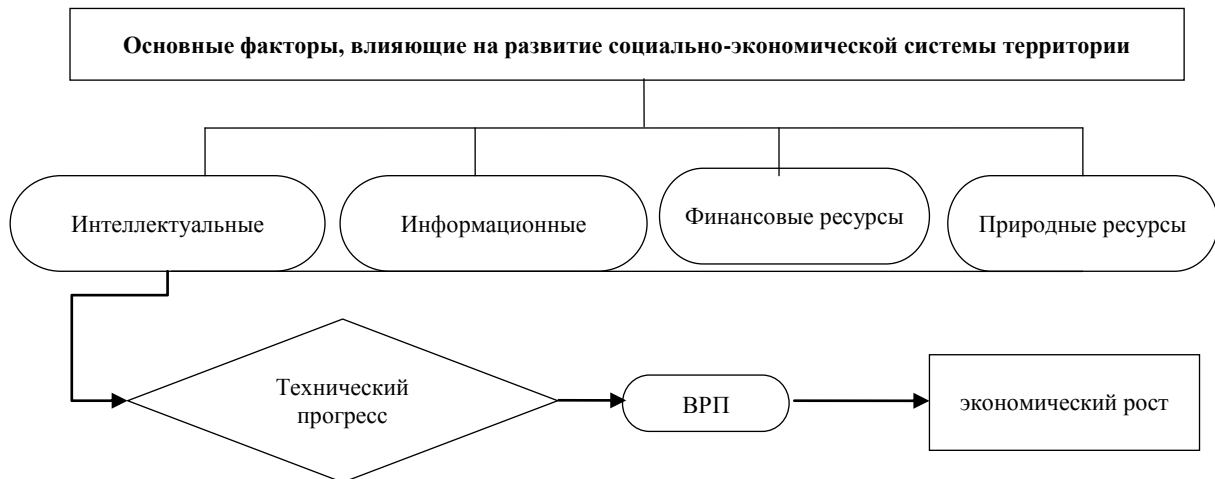 Основные факторы, влияющие на развитие социально-экономической системы территории
Интеллектуальные
Информационные
Финансовые ресурсы
Природные ресурсы
Технический
прогресс
ВРП
экономический рост